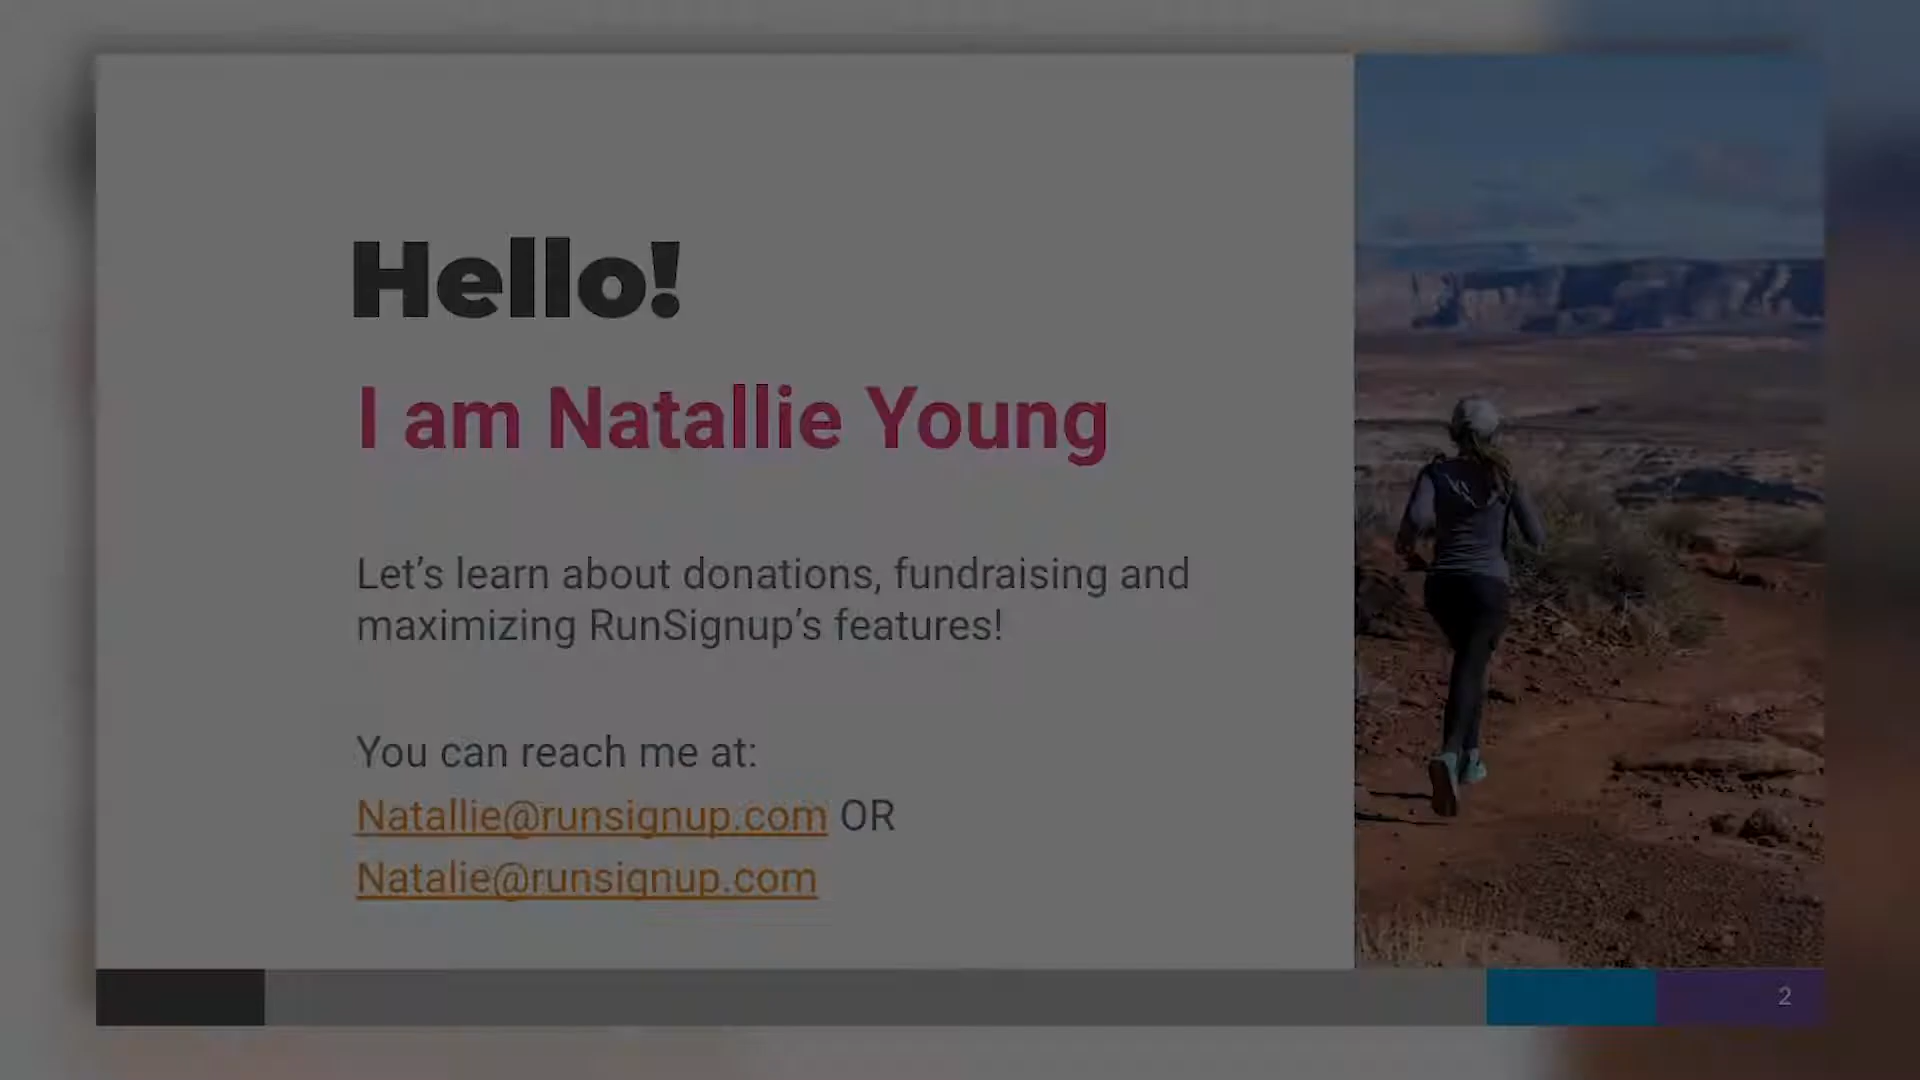 Hello!
I am Natallie Young
Let’s learn about donations, fundraising and
maximizing RunSignup’s features!
You can reach me at:
Natallie@runsignup.com OR
Natalie@runsignup.com
2